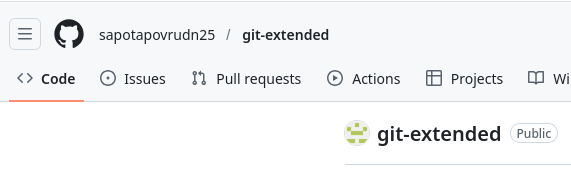 sapotapovrudn25 / git-extended
Code Issues Pull requests Actions Projects Wi
git-extended Public